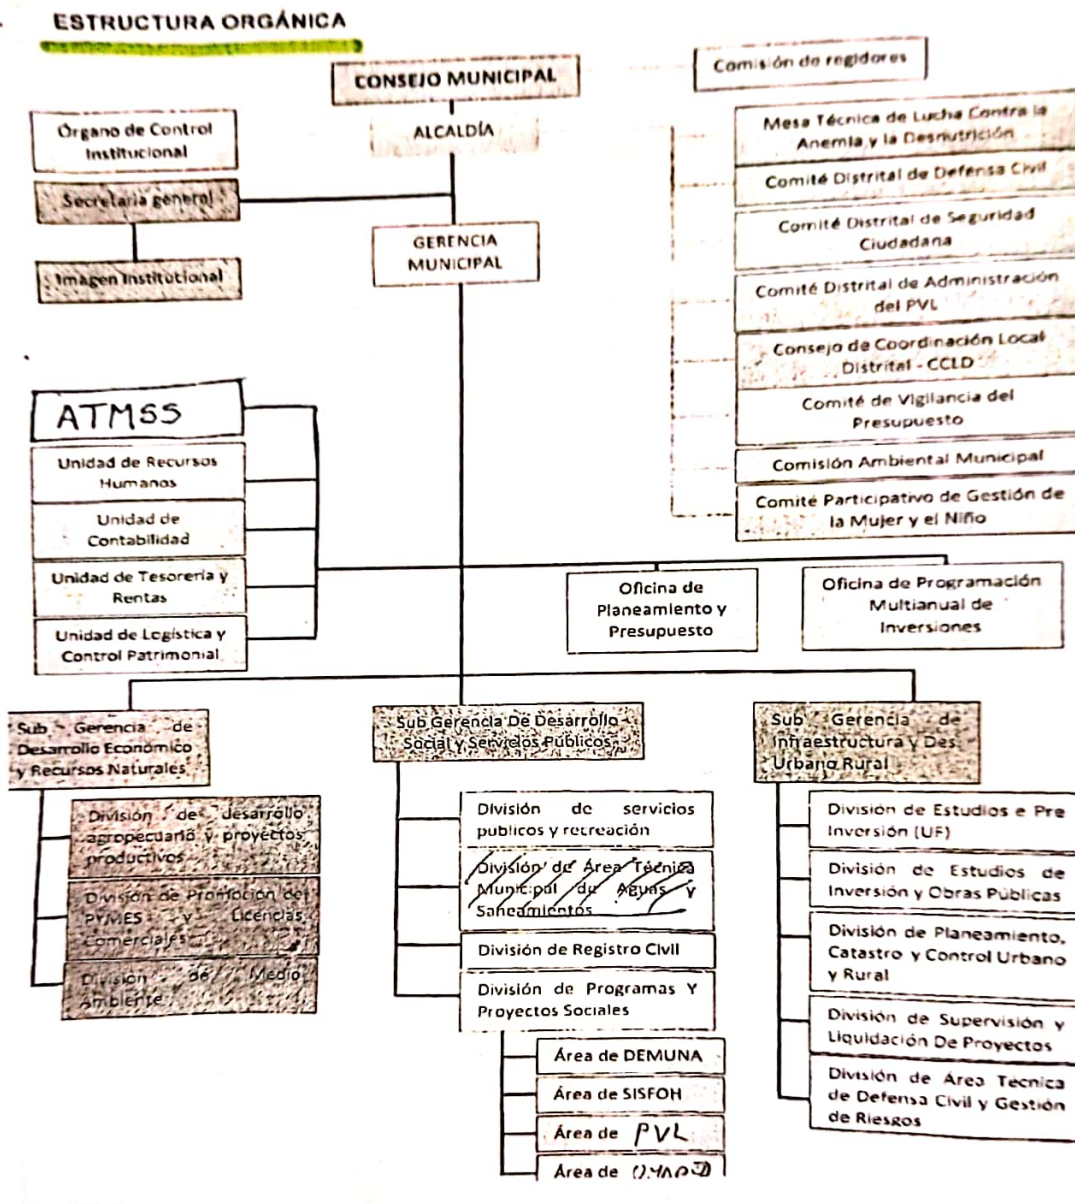 ESTRUCTURA ORGÁNICA
CONSEJO MUNICIPAL
Comisión de regidores
ALCALDÍA
Órgano de Control
Institucional
Secretaria general
Imagen Institucional
GERENCIA
MUNICIPAL
Mesa Técnica de Lucha Contra la
Anemia y la Desnutrición
Comité Distrital de Defensa Civil
Comité Distrital de Seguridad
Ciudadana
Comité Distrital de Administración
del PVL
Consejo de Coordinación Local
Distrital - CCLD
Comité de Vigilancia del
Presupuesto
Comisión Ambiental Municipal
Comité Participativo de Gestión de
la Mujer y el Niño
ATMSS
Unidad de Recursos
Humanos
Unidad de
Contabilidad
Unidad de Tesorería y
Rentas
Unidad de Logística y
Control Patrimonial
Oficina de
Planeamiento y
Presupuesto
Oficina de Programación
Multianual de
Inversiones
Sub Gerencia de
Desarrollo Económico
y Recursos Naturales
División de desarrollo
agropecuario y proyectos
productivos
División de Promoción de
PYMES y Licencias
Comerciales
División de Medio
Ambiente
Sub Gerencia De Desarrollo
Social y Servicios Públicos
División de servicios
publicos y recreación
División de Área Técnica
Municipal de Aguas y
Saneamientos
División de Registro Civil
División de Programas Y
Proyectos Sociales
Área de DEMUNA
Área de SISFOH
Área de PVL
Área de
Sub Gerencia de
Infraestructura y Des.
Urbano Rural
División de Estudios e Pre
Inversión (UF)
División de Estudios de
Inversión y Obras Públicas
División de Planeamiento,
Catastro y Control Urbano
y Rural
División de Supervisión y
Liquidación De Proyectos
División de Área Técnica
de Defensa Civil y Gestión
de Riesgos